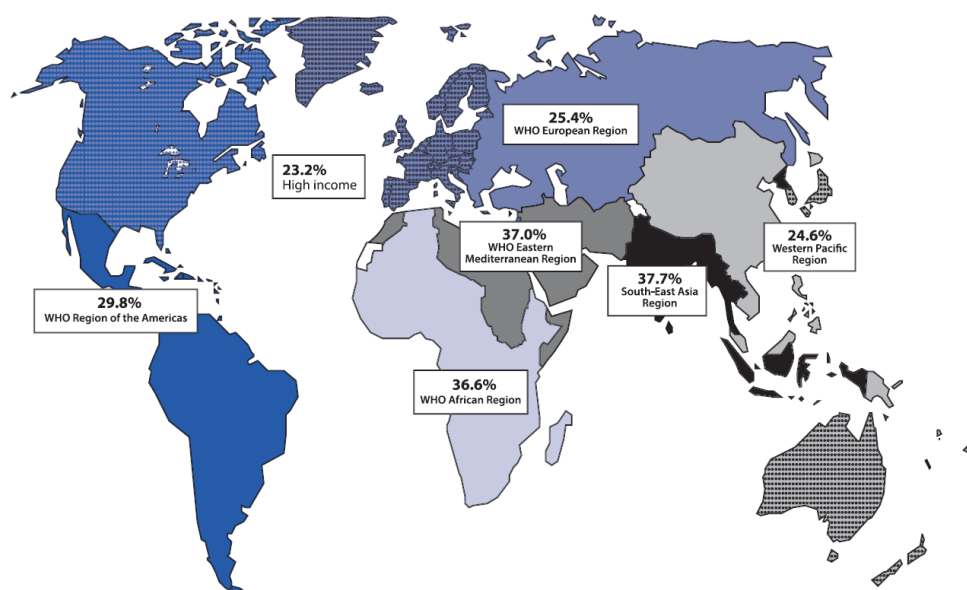 25.4%
WHO European Region
23.2%
High income
37.0%
WHO Eastern
Mediterranean Region
24.6%
Western Pacific
Region
37.7%
South-East Asia
Region
29.8%
WHO Region of the Americas
36.6%
WHO African Region